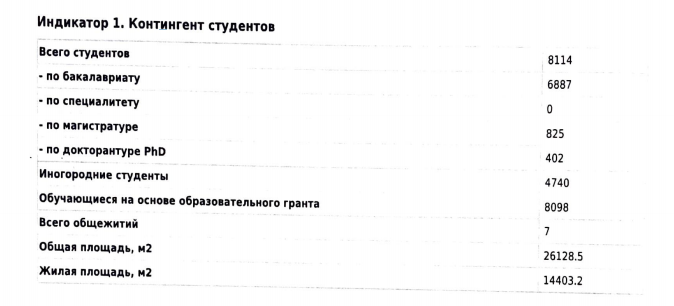 Индикатор 1. Контингент студентов
Всего студентов 8114
- по бакалавриату 6887
- по специалитету 0
- по магистратуре 825
- по докторантуре PhD 402
Иногородние студенты 4740
Обучающиеся на основе образовательного гранта 8098
Всего общежитий 7
Общая площадь, м2 26128.5
Жилая площадь, м2 14403.2